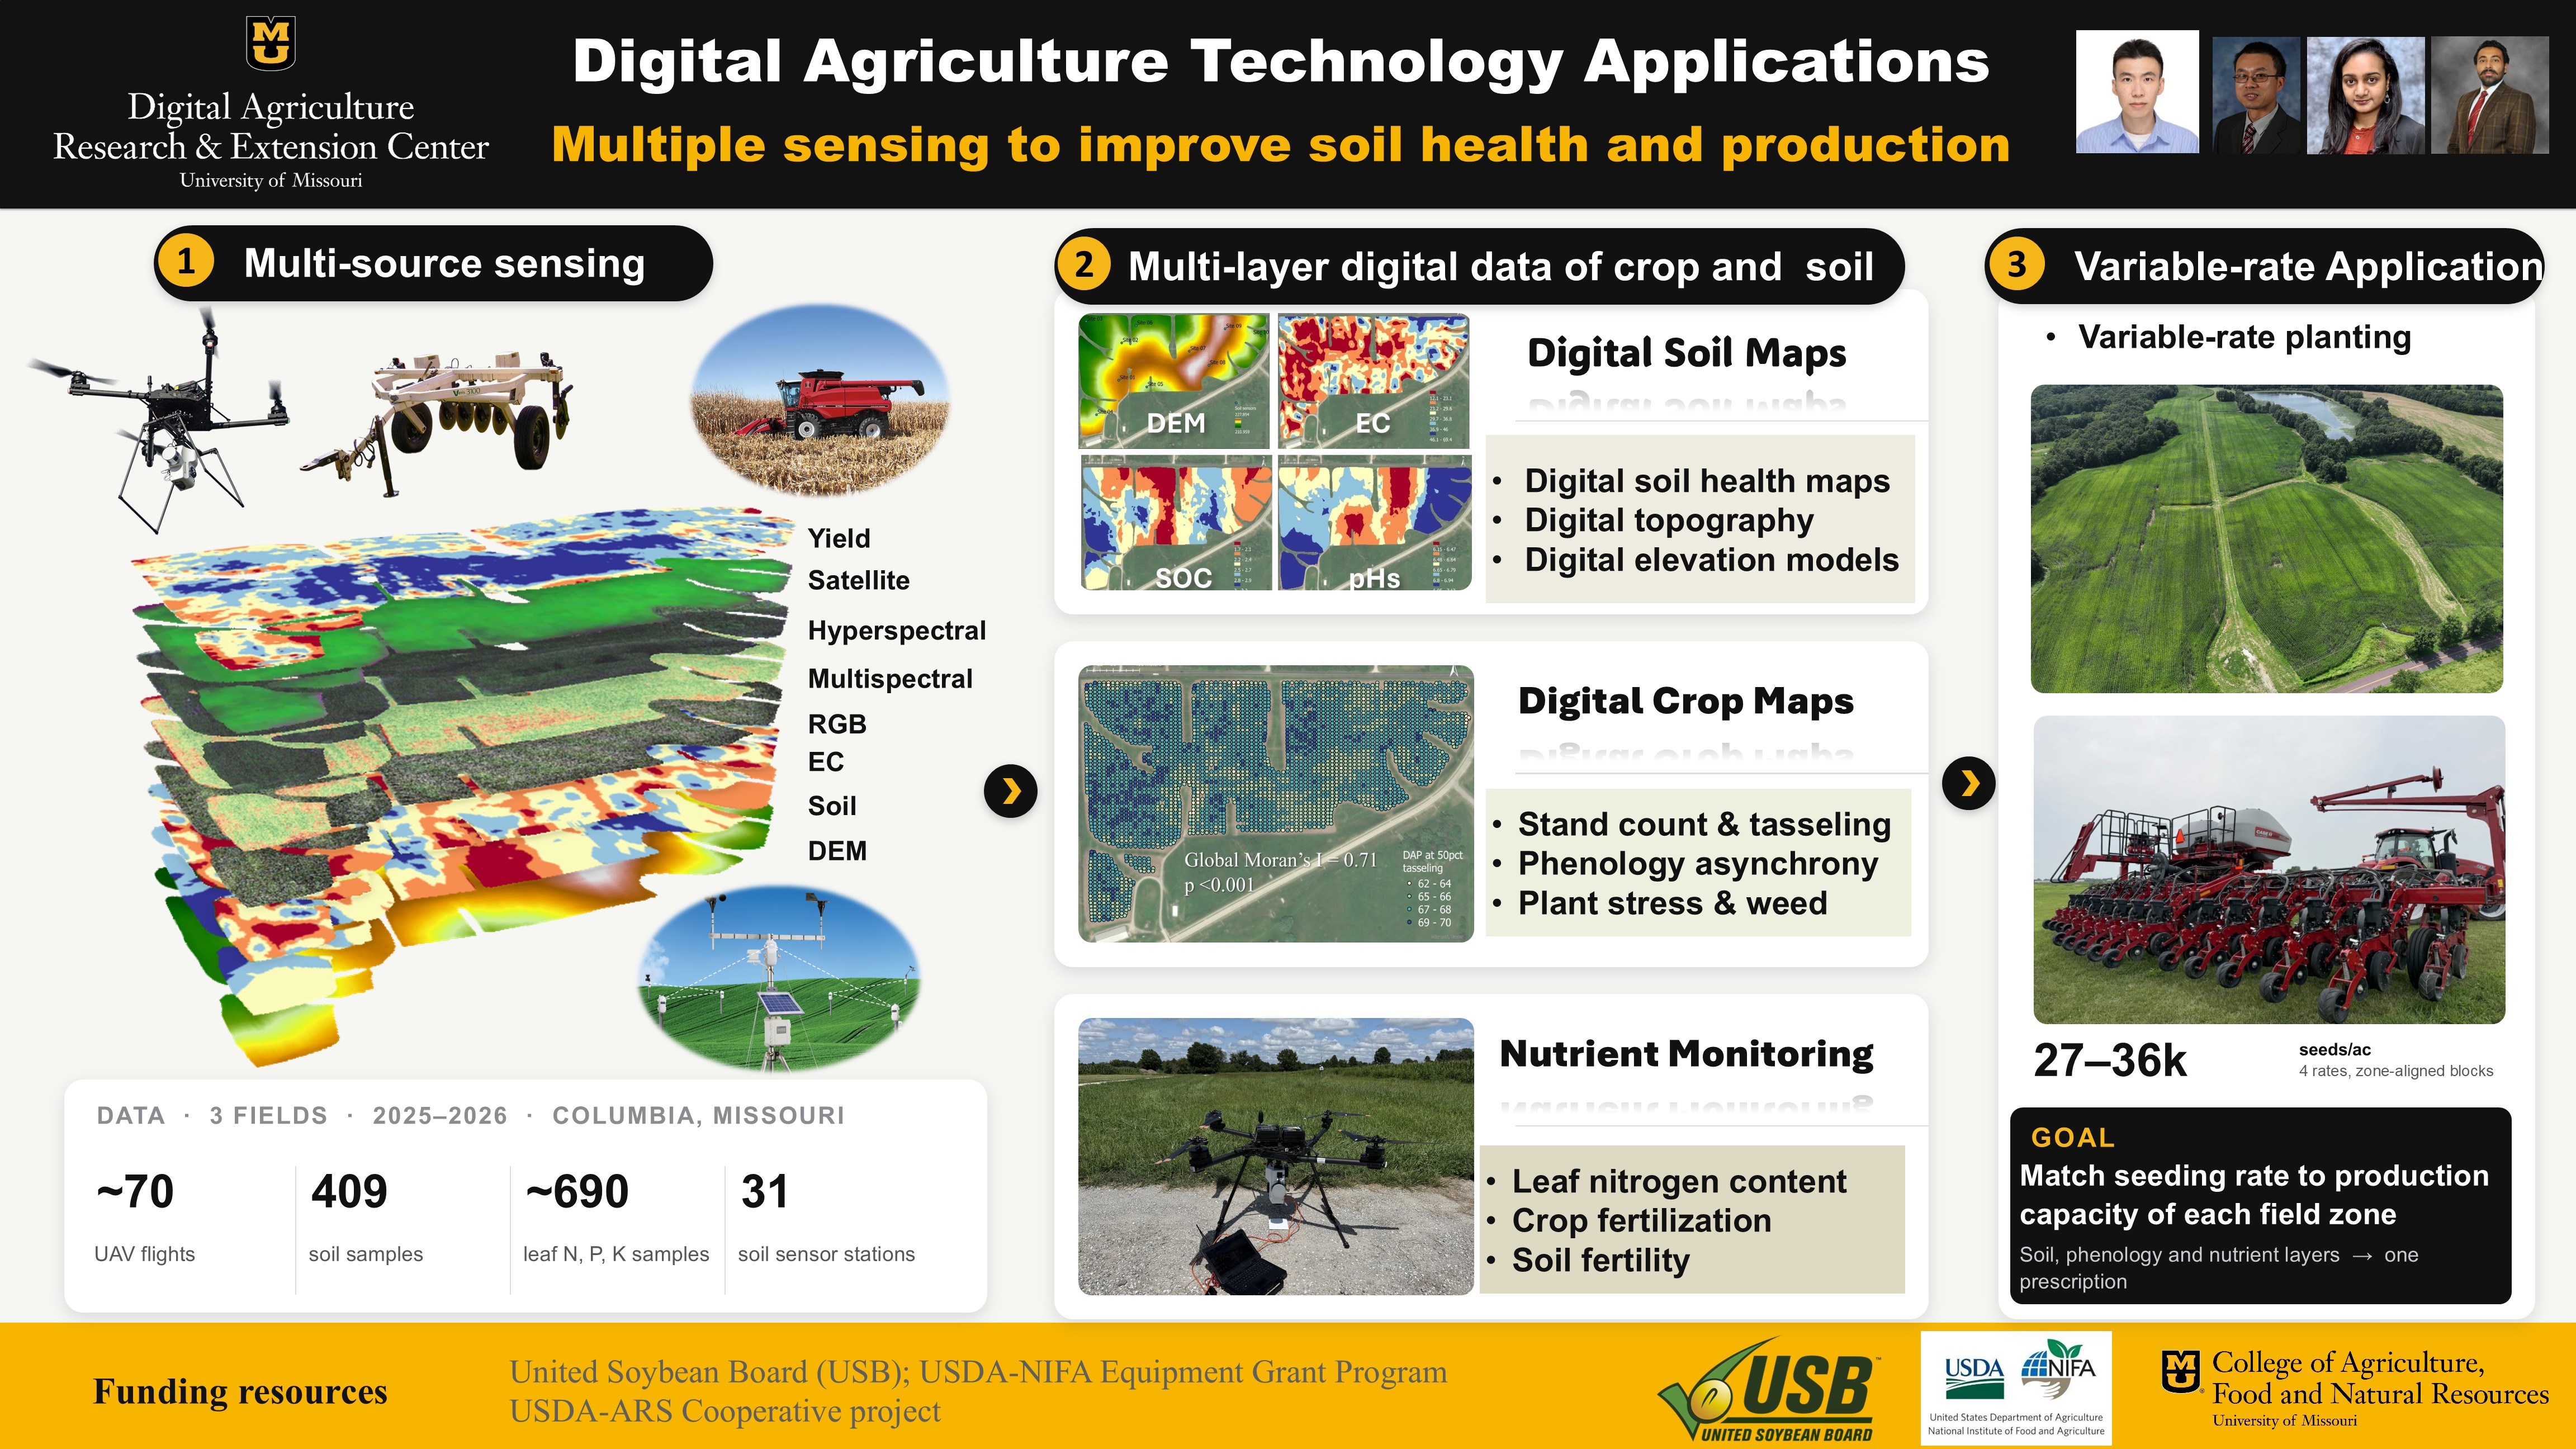 Digital Agriculture
Research & Extension Center
University of Missouri
Digital Agriculture Technology Applications
Multiple sensing to improve soil health and production
1 Multi-source sensing
Yield
Satellite
Hyperspectral
Multispectral
RGB
EC
Soil
DEM
DATA · 3 FIELDS · 2025–2026 · COLUMBIA, MISSOURI
~70
UAV flights
409
soil samples
~690
leaf N, P, K samples
31
soil sensor stations
2 Multi-layer digital data of crop and soil
DEM
EC
SOC
pHs
Digital Soil Maps
• Digital soil health maps
• Digital topography
• Digital elevation models
Global Moran's I = 0.71
p <0.001
DAP at 50pct
tasseling
62 - 64
65 - 66
67 - 68
69 - 70
Digital Crop Maps
• Stand count & tasseling
• Phenology asynchrony
• Plant stress & weed
Nutrient Monitoring
• Leaf nitrogen content
• Crop fertilization
• Soil fertility
3 Variable-rate Application
• Variable-rate planting
27–36k
seeds/ac
4 rates, zone-aligned blocks
GOAL
Match seeding rate to production
capacity of each field zone
Soil, phenology and nutrient layers → one
prescription
Funding resources
United Soybean Board (USB); USDA-NIFA Equipment Grant Program
USDA-ARS Cooperative project
USB
UNITED SOYBEAN BOARD
USDA NIFA
United States Department of Agriculture
National Institute of Food and Agriculture
College of Agriculture,
Food and Natural Resources
University of Missouri